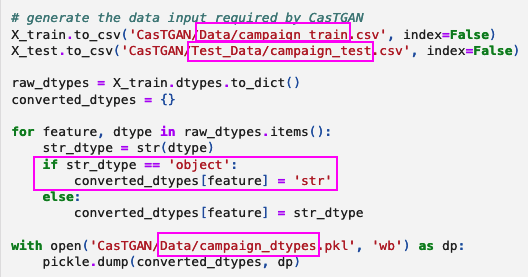 # generate the data input required by CasTGAN
X_train.to_csv('CasTGAN/Data/campaign_train.csv', index=False)
X_test.to_csv('CasTGAN/Test_Data/campaign_test.csv', index=False)
raw_dtypes = X_train.dtypes.to_dict()
converted_dtypes = {}
for feature, dtype in raw_dtypes.items():
    str_dtype = str(dtype)
    if str_dtype == 'object':
        converted_dtypes[feature] = 'str'
    else:
        converted_dtypes[feature] = str_dtype
with open('CasTGAN/Data/campaign_dtypes.pkl', 'wb') as dp:
    pickle.dump(converted_dtypes, dp)